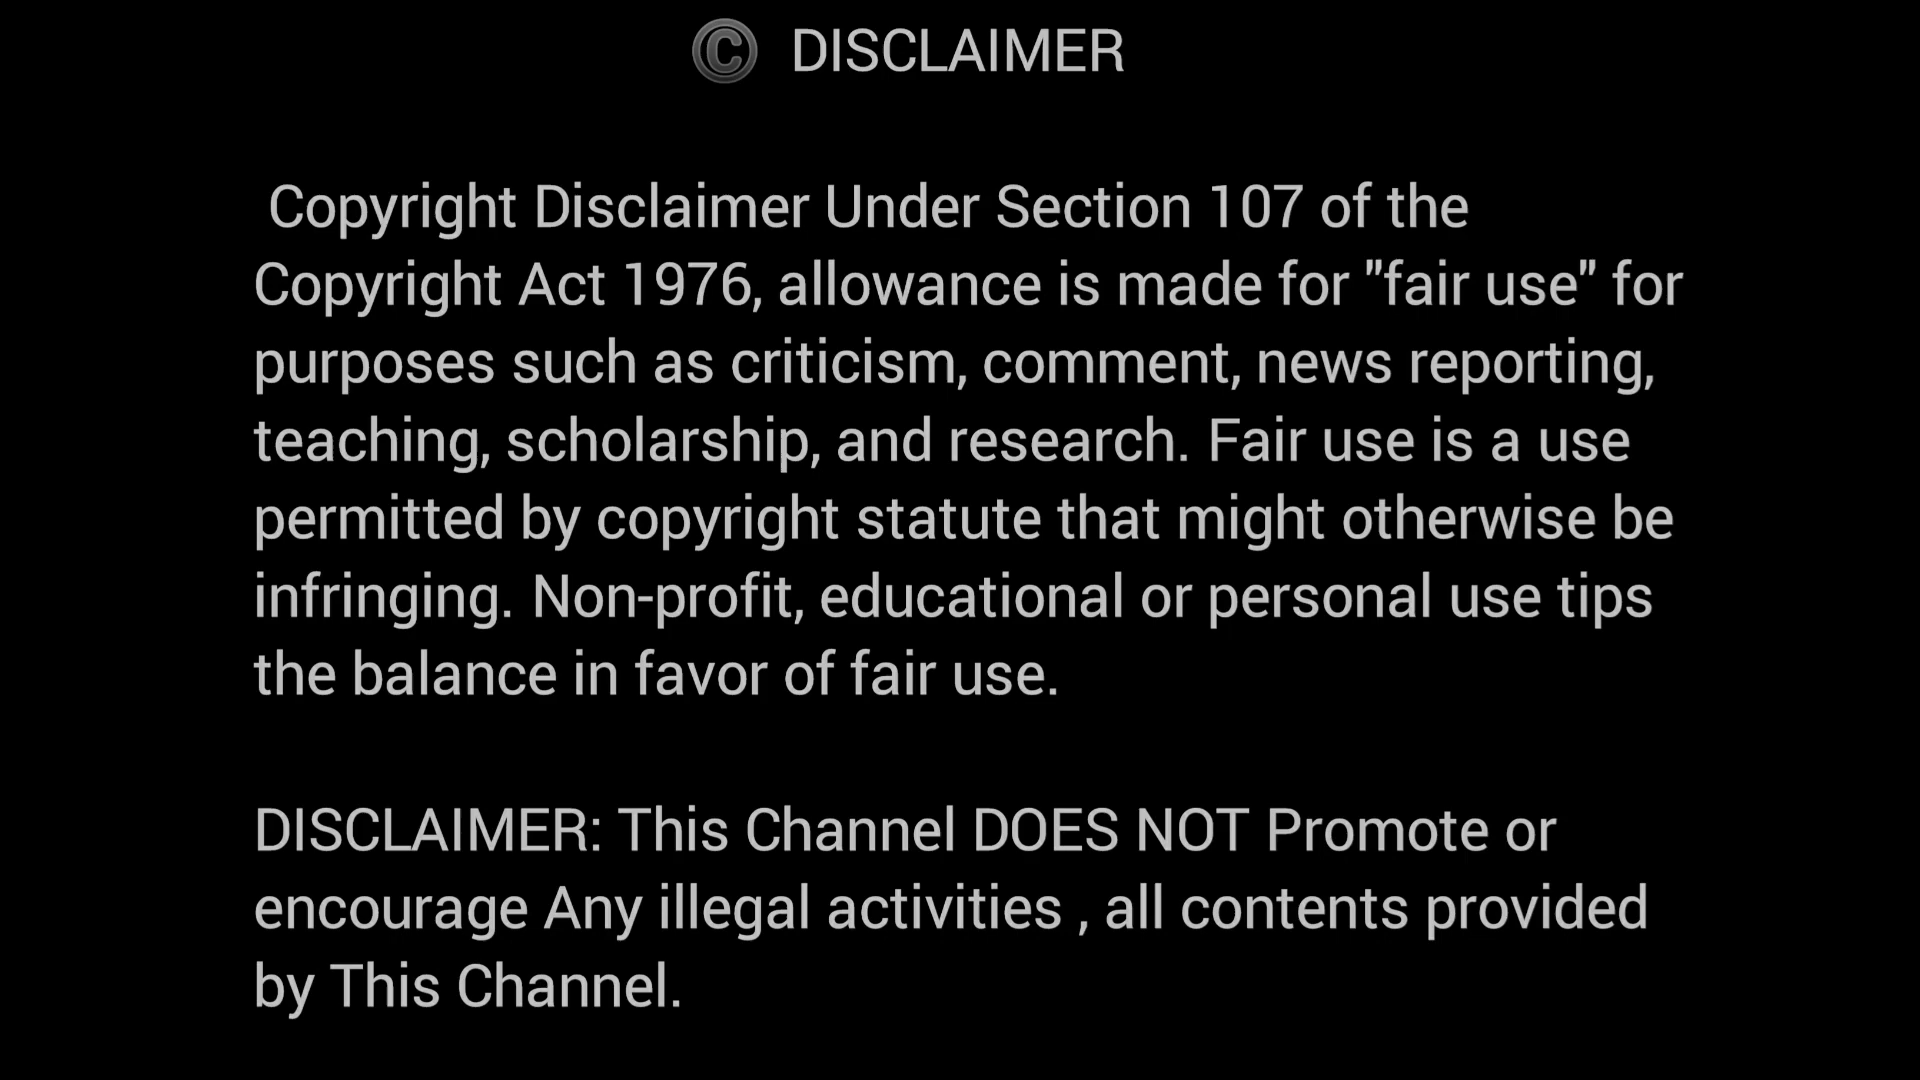 © DISCLAIMER
Copyright Disclaimer Under Section 107 of the
Copyright Act 1976, allowance is made for "fair use" for
purposes such as criticism, comment, news reporting,
teaching, scholarship, and research. Fair use is a use
permitted by copyright statute that might otherwise be
infringing. Non-profit, educational or personal use tips
the balance in favor of fair use.
DISCLAIMER: This Channel DOES NOT Promote or
encourage Any illegal activities , all contents provided
by This Channel.